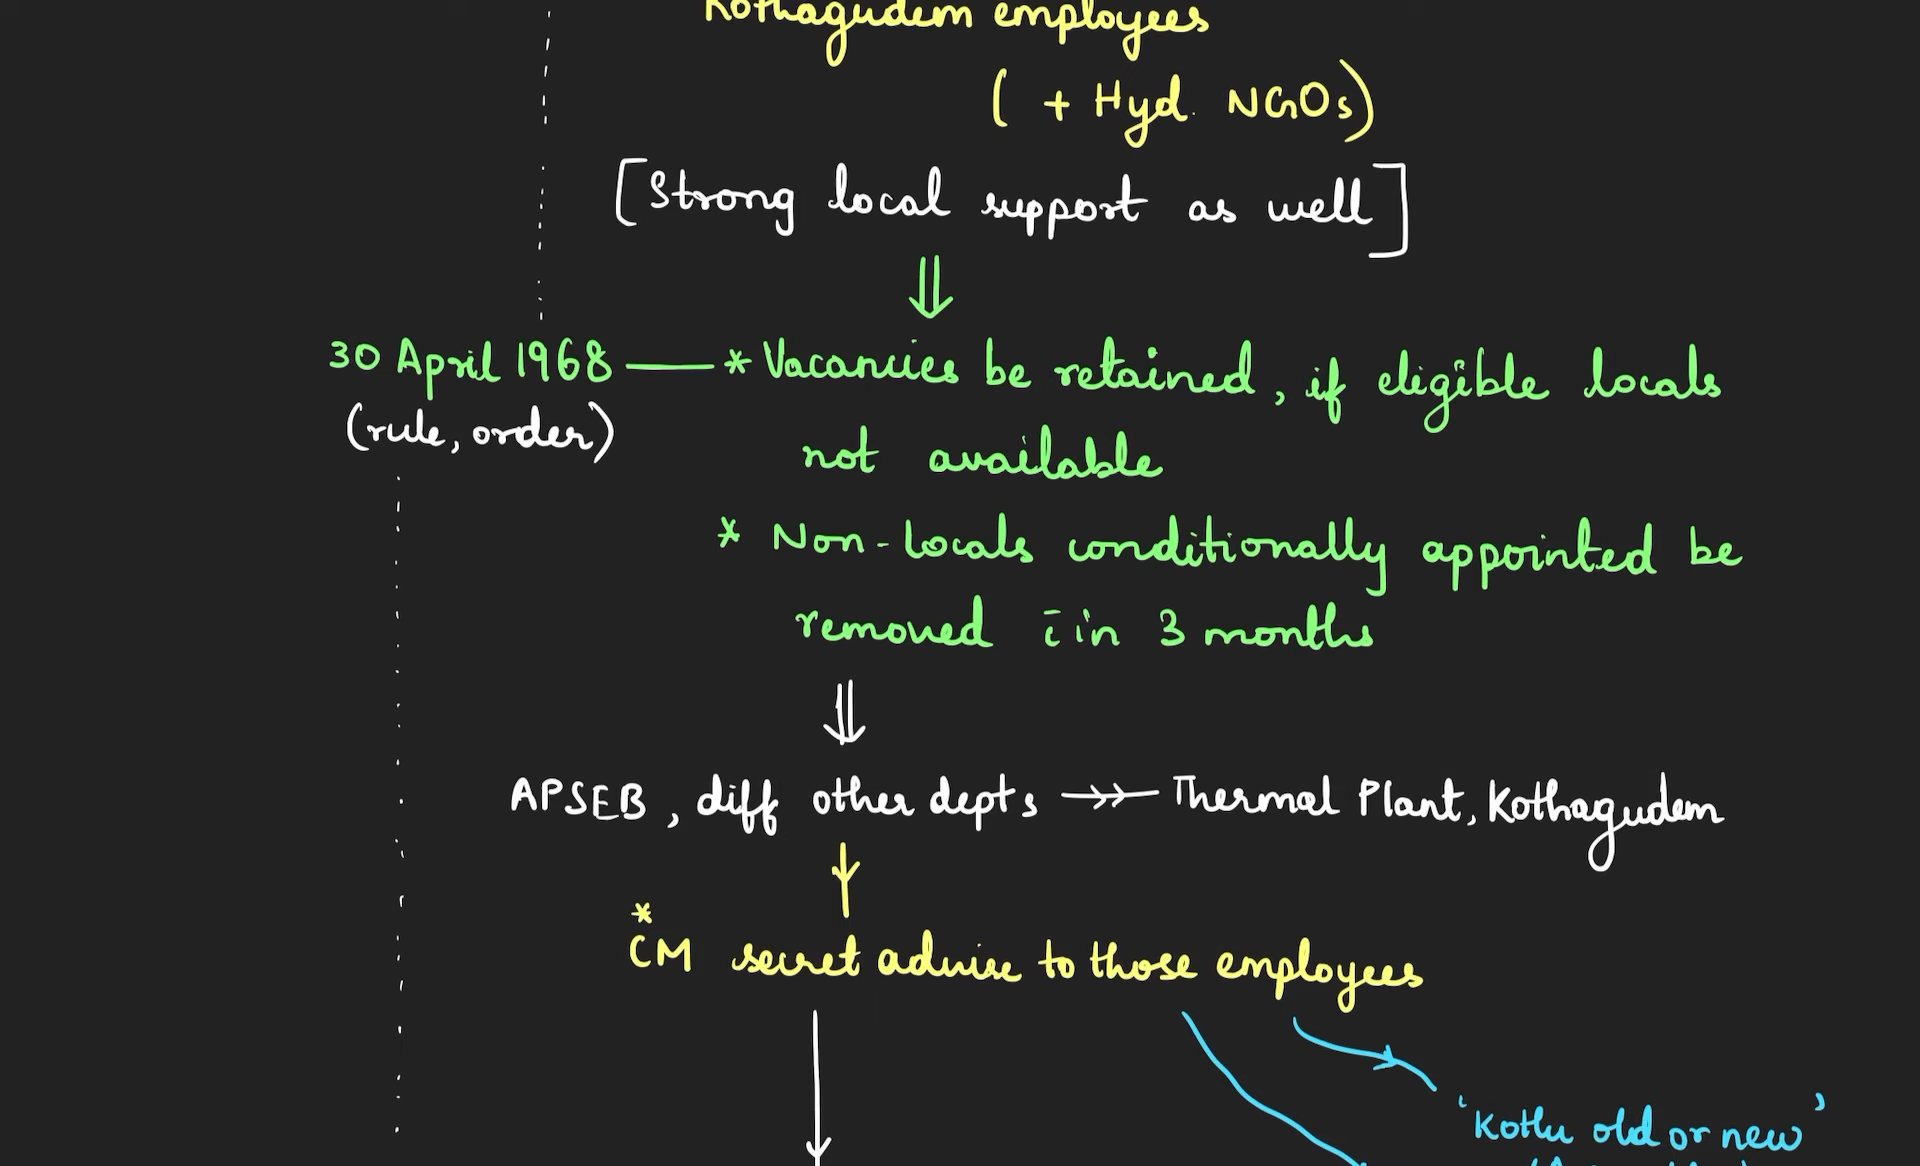 Kothagudem employees
( + Hyd. NGOs)
[Strong local support as well]
30 April 1968 — * Vacancies be retained, if eligible locals
(rule, order)
not available
* Non-locals conditionally appointed be
removed c̄in 3 months
APSEB, diff other depts →→ Thermal Plant, Kothagudem
*
CM secret advise to those employees
'Kothu old or new'